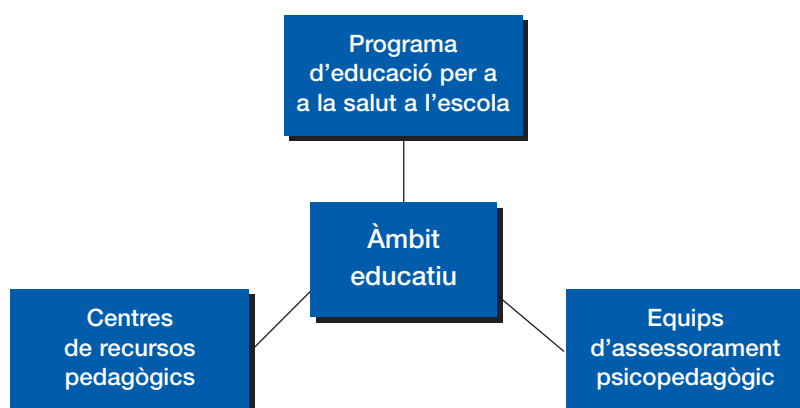 Programa
d'educació per a
a la salut a l'escola
Àmbit
educatiu
Centres
de recursos
pedagògics
Equips
d'assessorament
psicopedagògic